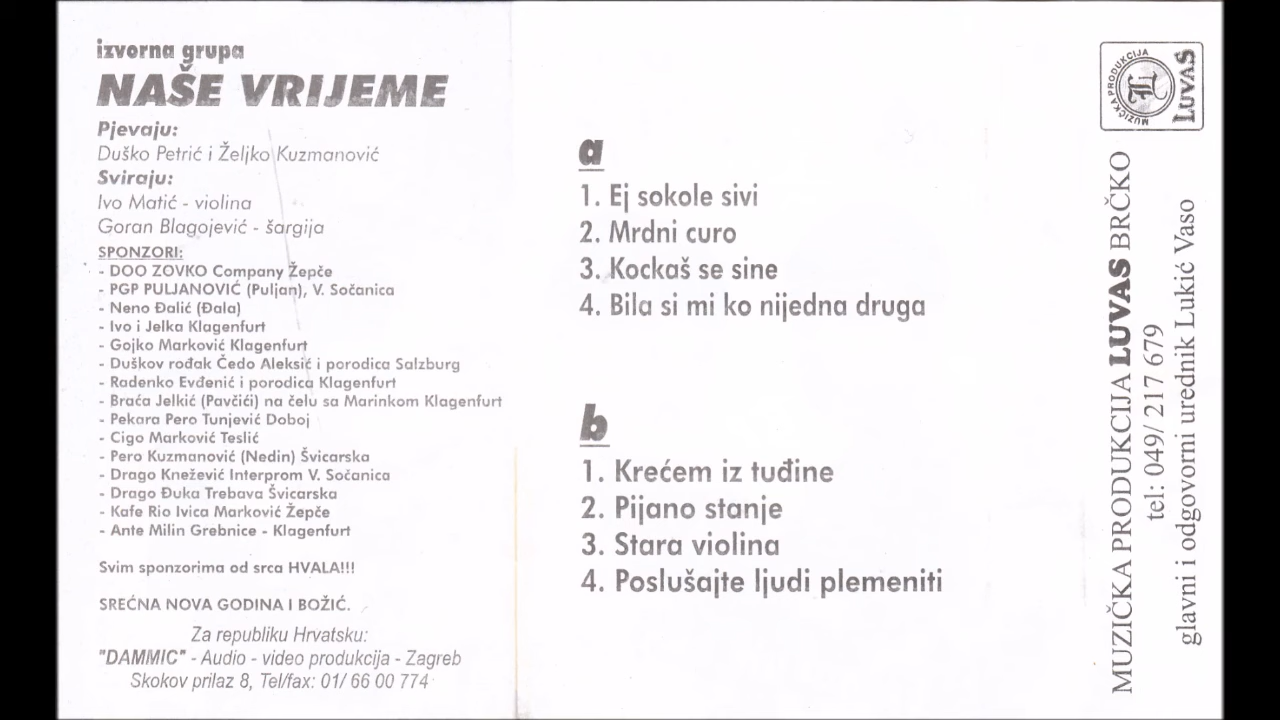 izvorna grupa
NAŠE VRIJEME
Pjevaju:
Duško Petrić i Željko Kuzmanović
Sviraju:
Ivo Matić - violina
Goran Blagojević - šargija
SPONZORI:
- DOO ZOVKO Company Žepče
- PGP PULJANOVIĆ (Puljan), V. Sočanica
- Neno Đalić (Đala)
- Ivo i Jelka Klagenfurt
- Gojko Marković Klagenfurt
- Duškov rođak Čedo Aleksić i porodica Salzburg
- Radenko Evđenić i porodica Klagenfurt
- Braća Jelkić (Pavčići) na čelu sa Marinkom Klagenfurt
- Pekara Pero Tunjević Doboj
- Cigo Marković Teslić
- Pero Kuzmanović (Nedin) Švicarska
- Drago Knežević Interprom V. Sočanica
- Drago Đuka Trebava Švicarska
- Kafe Rio Ivica Marković Žepče
- Ante Milin Grebnice - Klagenfurt
Svim sponzorima od srca HVALA!!!
SREĆNA NOVA GODINA I BOŽIĆ.
Za republiku Hrvatsku:
"DAMMIC" - Audio - video produkcija - Zagreb
Skokov prilaz 8, Tel/fax: 01/ 66 00 774
a
1. Ej sokole sivi
2. Mrdni curo
3. Kockaš se sine
4. Bila si mi ko nijedna druga
b
1. Krećem iz tuđine
2. Pijano stanje
3. Stara violina
4. Poslušajte ljudi plemeniti
MUZIČKA PRODUKCIJA
L
LUVAS
MUZIČKA PRODUKCIJA LUVAS BRČKO
tel: 049/ 217 679
glavni i odgovorni urednik Lukić Vaso